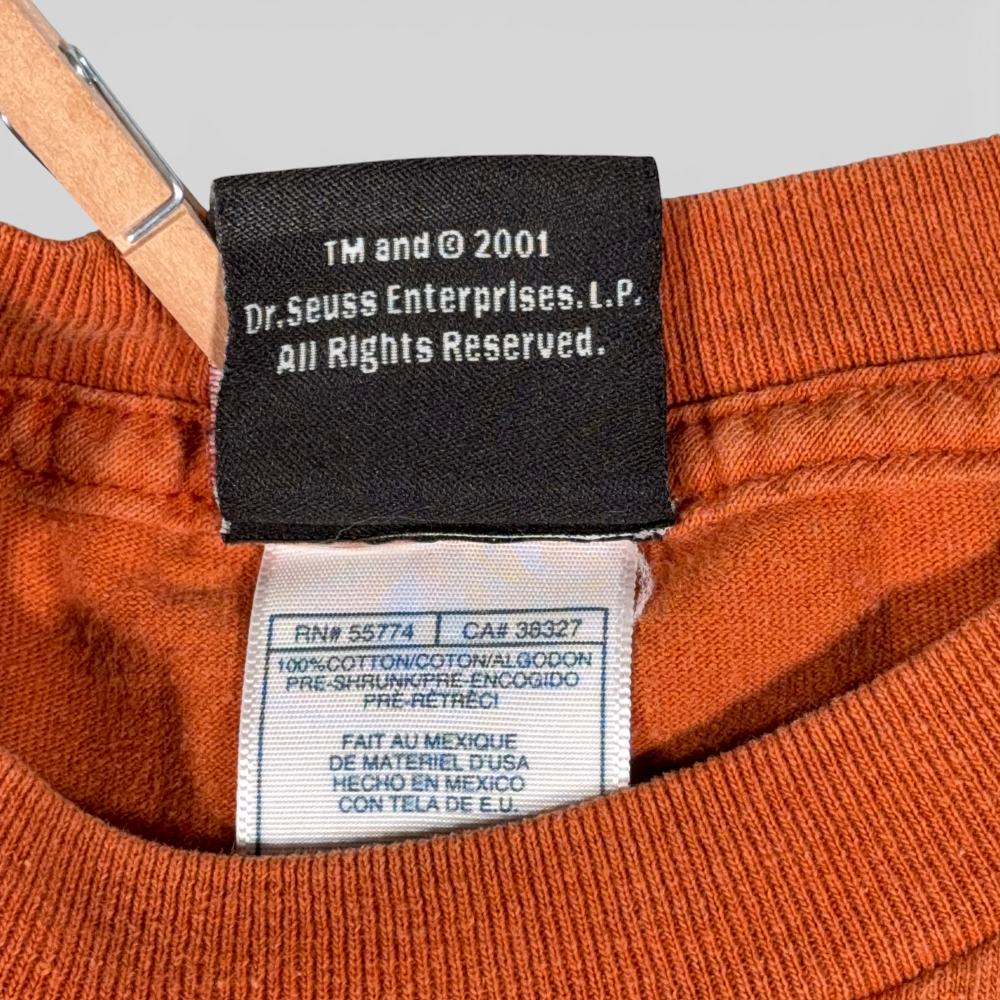 TM and © 2001
Dr.Seuss Enterprises.L.P.
All Rights Reserved.
RN# 55774 CA# 36327
100%COTTON/COTON/ALGODON
PRE-SHRUNK/PRE-ENCOGIDO
PRÉ-RÉTRÉCI
FAIT AU MEXIQUE
DE MATERIEL D'USA
HECHO EN MEXICO
CON TELA DE E.U.